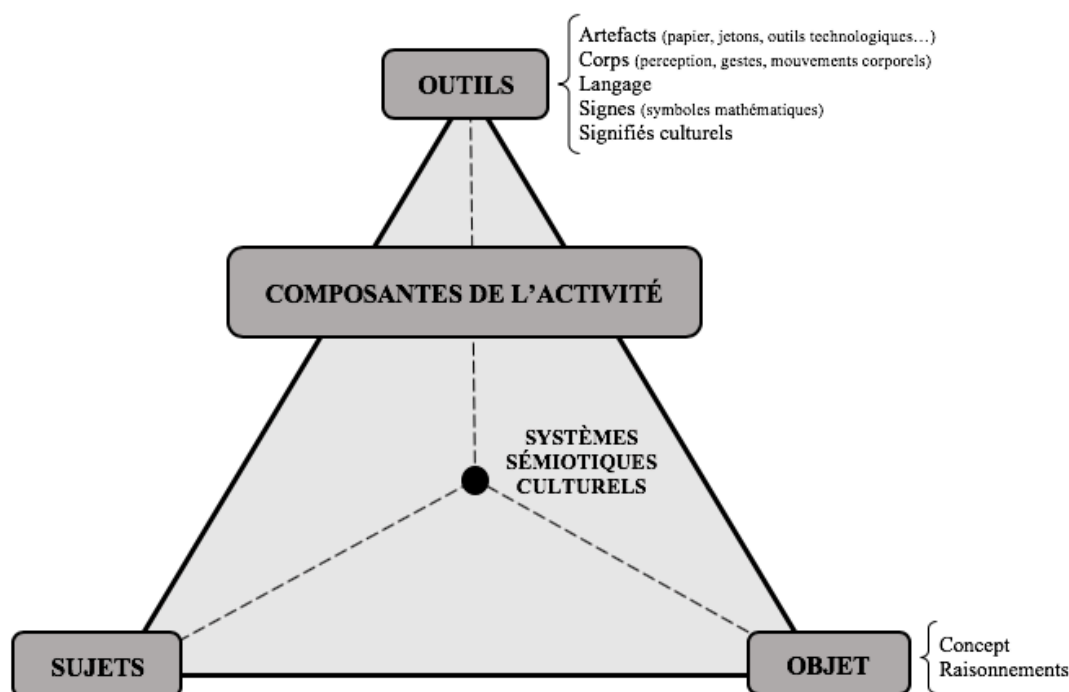 OUTILS
Artefacts (papier, jetons, outils technologiques…)
Corps (perception, gestes, mouvements corporels)
Langage
Signes (symboles mathématiques)
Signifiés culturels
COMPOSANTES DE L’ACTIVITÉ
SYSTÈMES
SÉMIOTIQUES
CULTURELS
SUJETS
OBJET
Concept
Raisonnements